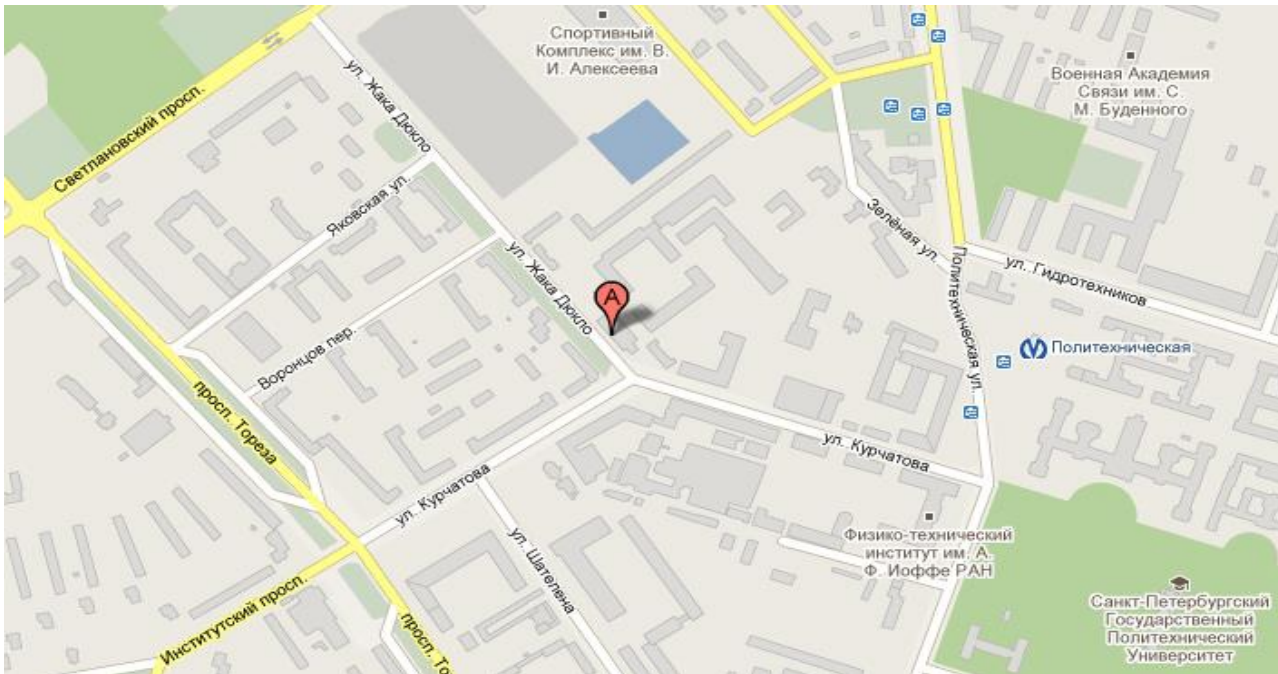 Спортивный
Комплекс им. В.
И. Алексеева
Военная Академия
Связи им. С.
М. Буденного
ул. Жака Дюкло
Светлановский просп.
Яковская ул.
Зелёная ул.
ул. Гидротехников
Политехническая ул.
ул. Жака Дюкло
A
Воронцов пер.
Политехническая
просп. Тореза
ул. Курчатова
ул. Курчатова
ул. Шателена
Физико-технический
институт им. А.
Ф. Иоффе РАН
Институтский просп.
просп. То
Санкт-Петербургский
Государственный
Политехнический
Университет